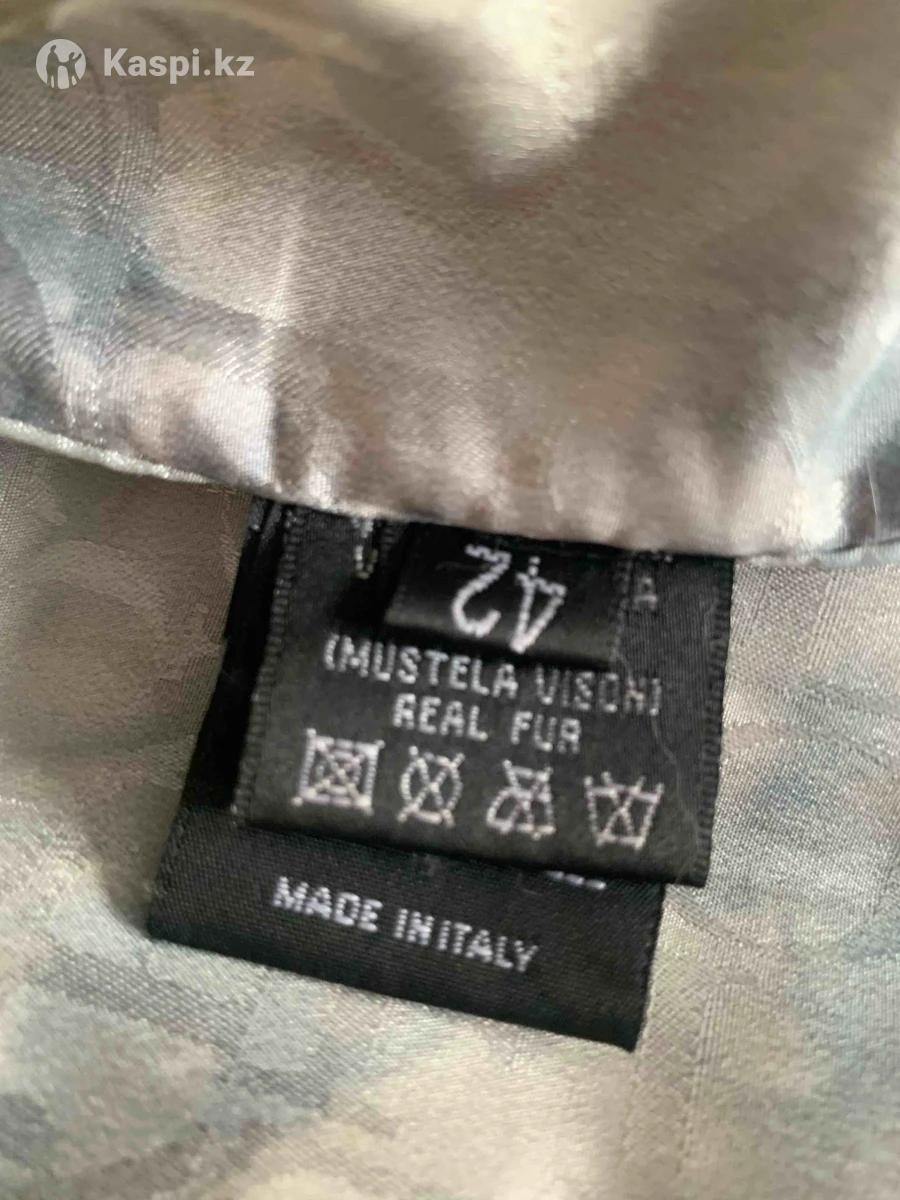 Kaspi.kz
42
(MUSTELA VISON)
REAL FUR
MADE IN ITALY